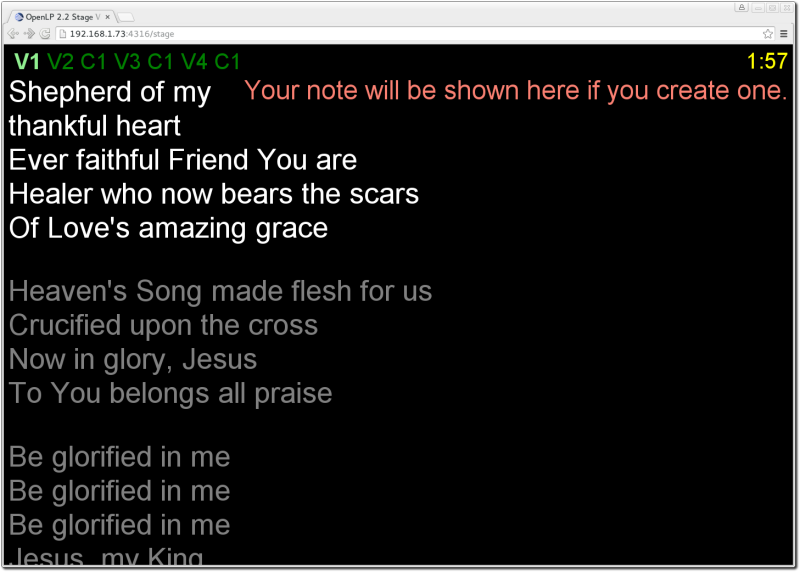 OpenLP 2.2 Stage V
192.168.1.73:4316/stage
V1 V2 C1 V3 C1 V4 C1
1:57
Shepherd of my
Your note will be shown here if you create one.
thankful heart
Ever faithful Friend You are
Healer who now bears the scars
Of Love's amazing grace
Heaven's Song made flesh for us
Crucified upon the cross
Now in glory, Jesus
To You belongs all praise
Be glorified in me
Be glorified in me
Be glorified in me
Jesus, my King